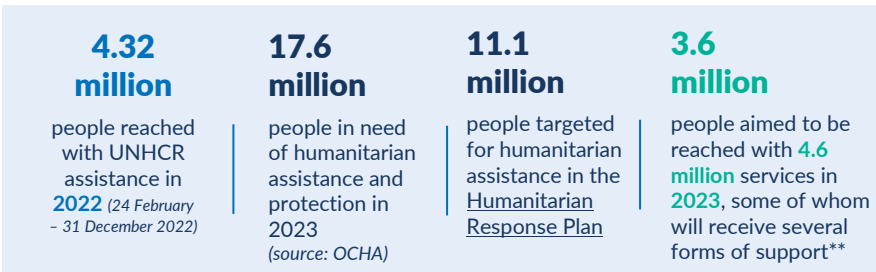 4.32
million
people reached
with UNHCR
assistance in
2022 (24 February
– 31 December 2022)
17.6
million
people in need
of humanitarian
assistance and
protection in
2023
(source: OCHA)
11.1
million
people targeted
for humanitarian
assistance in the
Humanitarian
Response Plan
3.6
million
people aimed to be
reached with 4.6
million services in
2023, some of whom
will receive several
forms of support**